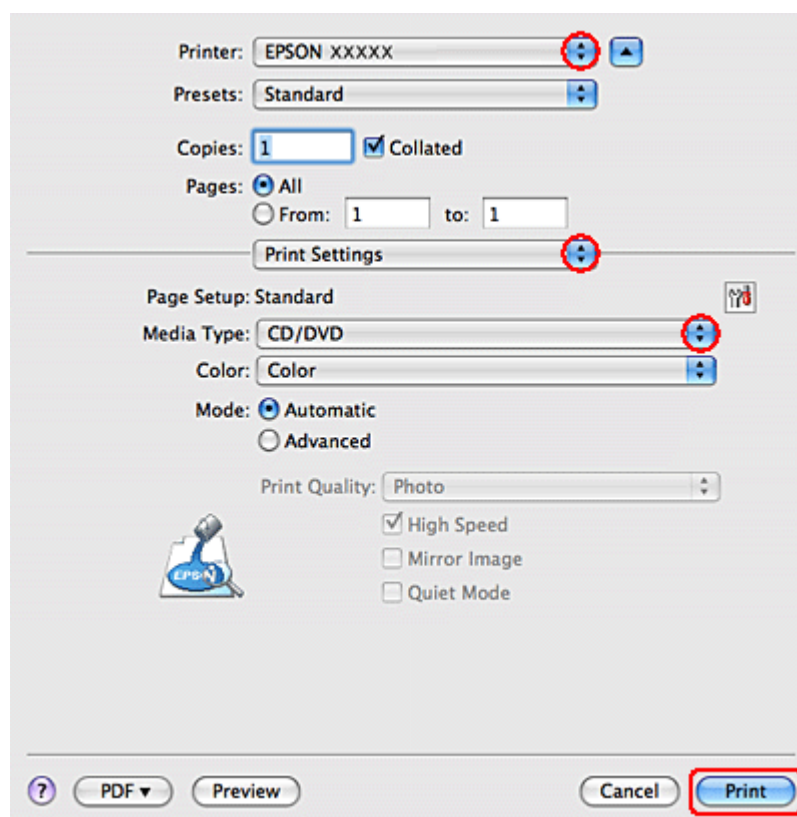 Printer: EPSON XXXXX
Presets: Standard
Copies: 1 Collated
Pages: All
From: 1 to: 1
Print Settings
Page Setup: Standard
Media Type: CD/DVD
Color: Color
Mode: Automatic
Advanced
Print Quality: Photo
High Speed
EPSON
Mirror Image
Quiet Mode
? PDF Preview Cancel Print